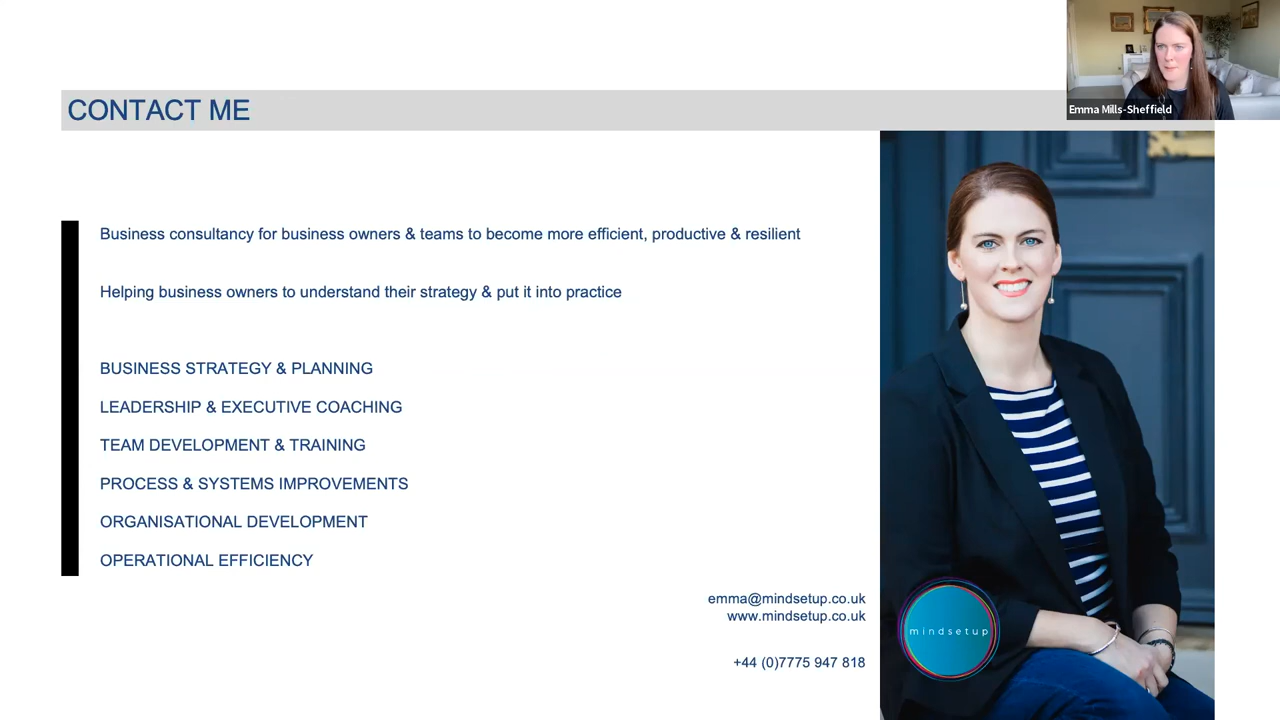 Emma Mills-Sheffield
CONTACT ME
Business consultancy for business owners & teams to become more efficient, productive & resilient
Helping business owners to understand their strategy & put it into practice
BUSINESS STRATEGY & PLANNING
LEADERSHIP & EXECUTIVE COACHING
TEAM DEVELOPMENT & TRAINING
PROCESS & SYSTEMS IMPROVEMENTS
ORGANISATIONAL DEVELOPMENT
OPERATIONAL EFFICIENCY
emma@mindsetup.co.uk
www.mindsetup.co.uk
+44 (0)7775 947 818
mindsetup